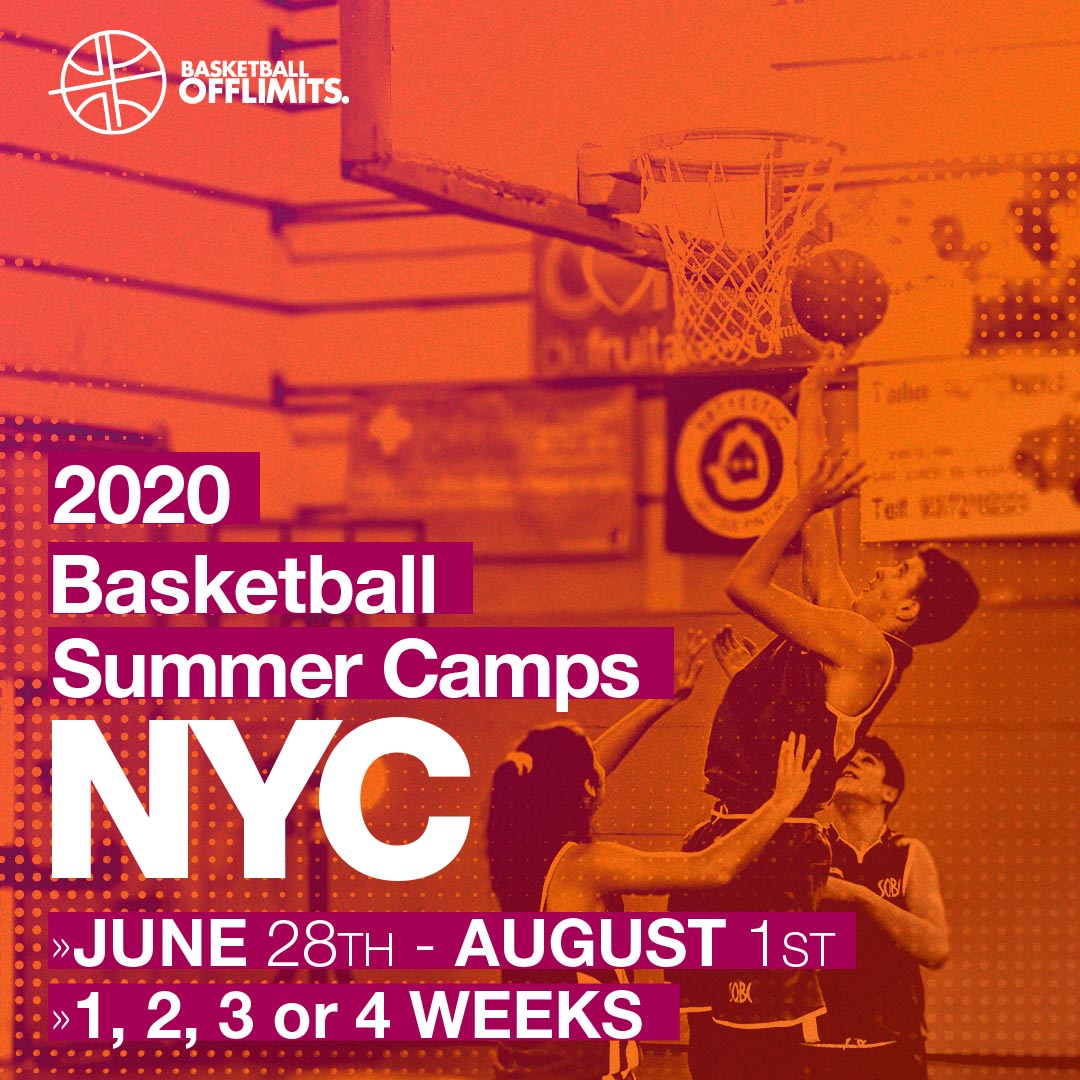 BASKETBALL
OFFLIMITS.
2020
Basketball
Summer Camps
NYC
»JUNE 28TH - AUGUST 1ST
»1, 2, 3 or 4 WEEKS